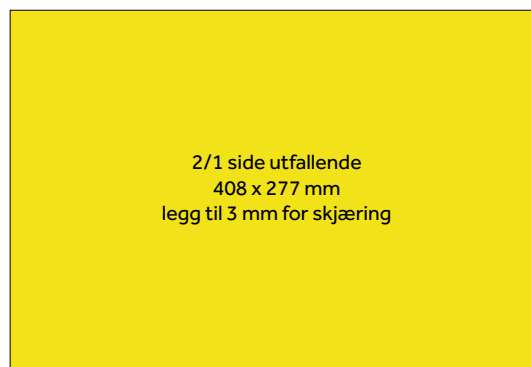 2/1 side utfallende
408 x 277 mm
legg til 3 mm for skjæring